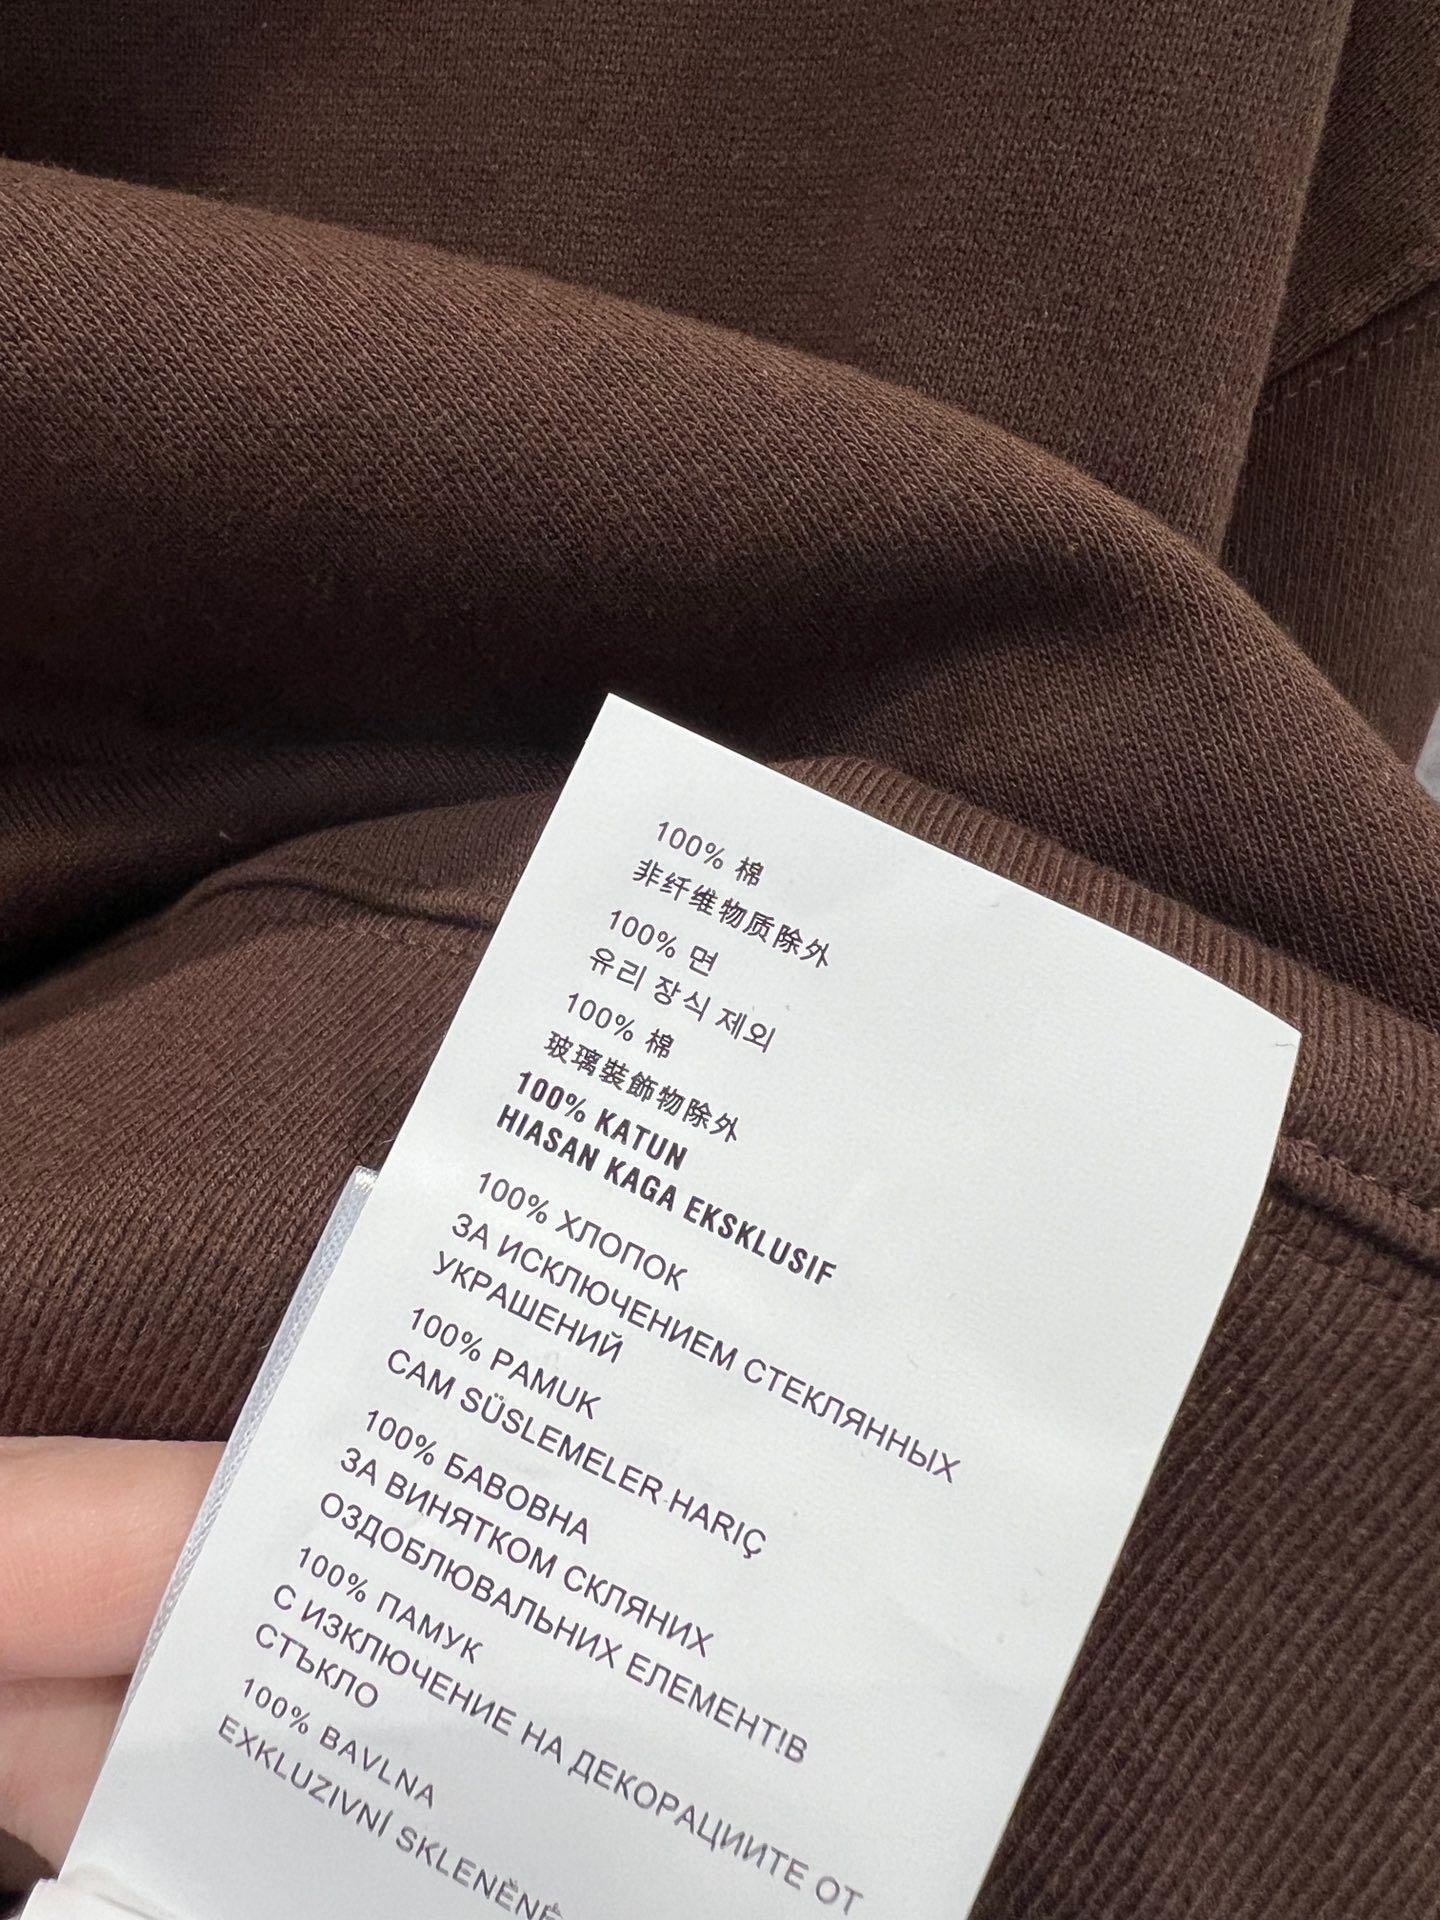 100% 棉
非纤维物质除外
100% 면
유리 장식 제외
100% 棉
玻璃裝飾物除外
100% KATUN
HIASAN KAGA EKSKLUSIF
100% ХЛОПОК
ЗА ИСКЛЮЧЕНИЕМ СТЕКЛЯННЫХ
УКРАШЕНИЙ
100% PAMUK
CAM SÜSLEMELER HARIÇ
100% БАВОВНА
ЗА ВИНЯТКОМ СКЛЯНИХ
ОЗДОБЛЮВАЛЬНИХ ЕЛЕМЕНТ!В
100% ПАМУК
С ИЗКЛЮЧЕНИЕ НА ДЕКОРАЦИИТЕ ОТ
СТЪКЛО
100% BAVLNA
EXKLUZIVNÍ SKLENĚNÉ